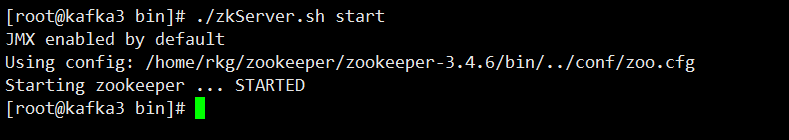 [root@kafka3 bin]# ./zkServer.sh start
JMX enabled by default
Using config: /home/rkg/zookeeper/zookeeper-3.4.6/bin/../conf/zoo.cfg
Starting zookeeper ... STARTED
[root@kafka3 bin]#